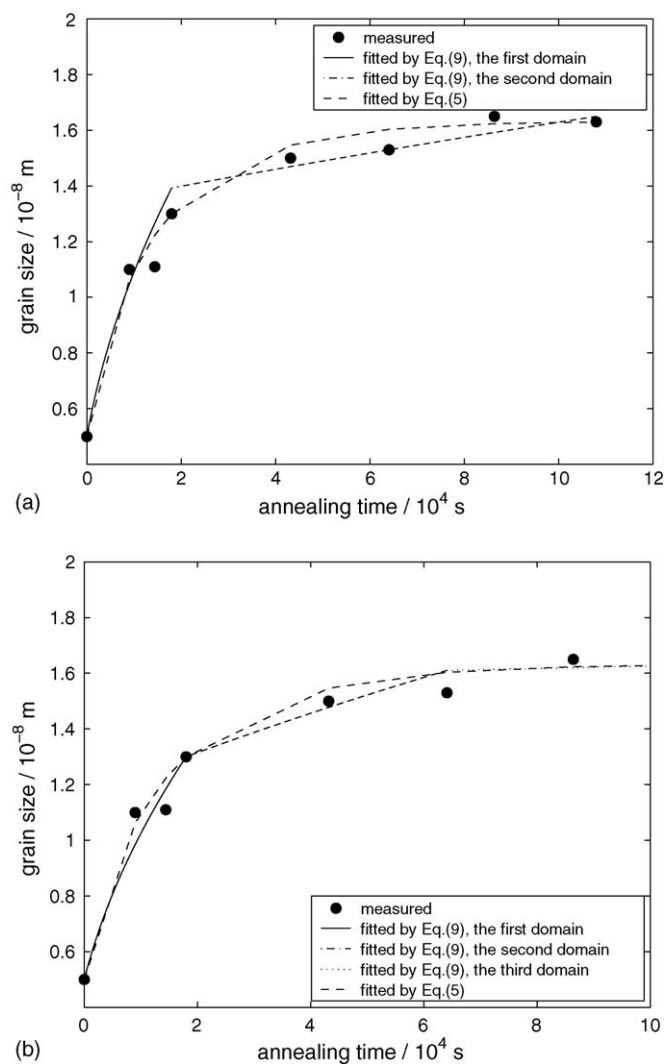 2
1.8
1.6
1.4
1.2
1
0.8
0.6
grain size / 10⁻⁸ m
measured
fitted by Eq.(9), the first domain
fitted by Eq.(9), the second domain
fitted by Eq.(5)
0 2 4 6 8 10 12
(a)
annealing time / 10⁴ s
2
1.8
1.6
1.4
1.2
1
0.8
0.6
grain size / 10⁻⁸ m
measured
fitted by Eq.(9), the first domain
fitted by Eq.(9), the second domain
fitted by Eq.(9), the third domain
fitted by Eq.(5)
0 2 4 6 8 10
(b)
annealing time / 10⁴ s